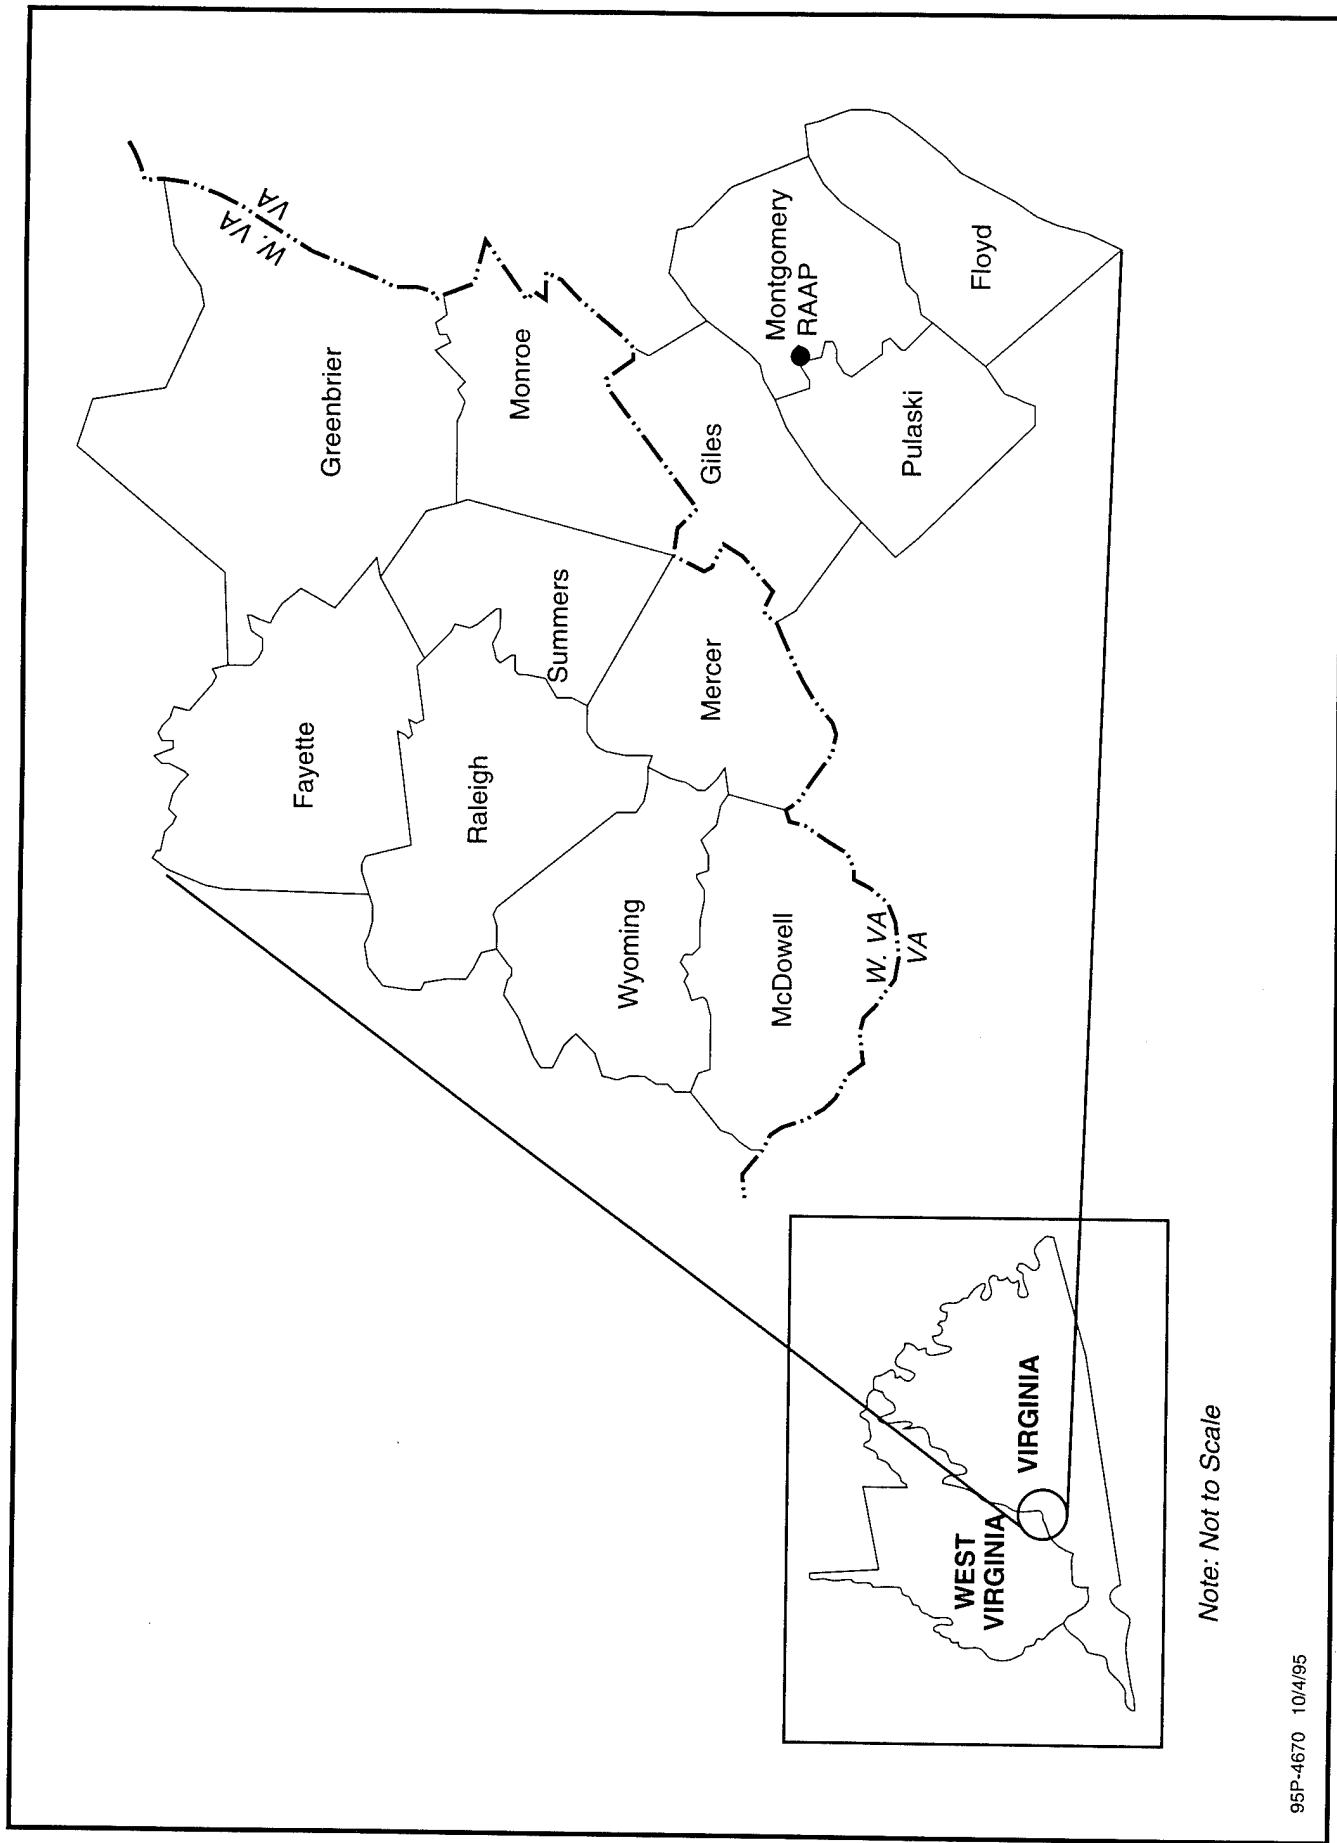 W. VA
VA
Greenbrier
Fayette
Monroe
Raleigh
Summers
Montgomery
RAAP
Wyoming
Mercer
Giles
Floyd
McDowell
Pulaski
W. VA
VA
WEST
VIRGINIA
VIRGINIA
Note: Not to Scale
95P-4670 10/4/95